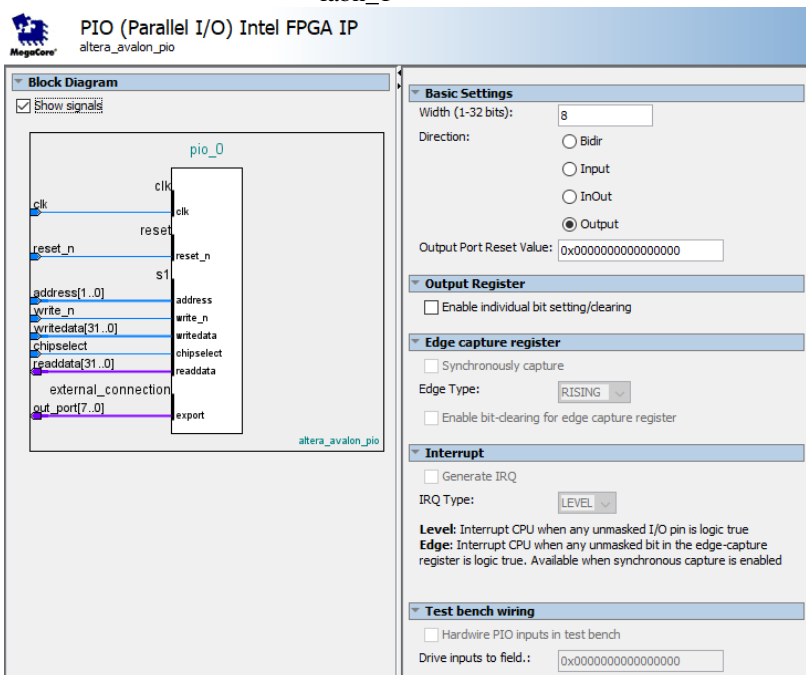 PIO (Parallel I/O) Intel FPGA IP
altera_avalon_pio
MegaCore'
Block Diagram
Show signals
pio_0
clk
clk
clk
reset
reset_n
reset_n
s1
address[1..0]
address
write_n
write_n
writedata[31..0]
writedata
chipselect
chipselect
readdata[31..0]
readdata
external_connection
out_port[7..0]
export
altera_avalon_pio
Basic Settings
Width (1-32 bits): 8
Direction: Bidir
Input
InOut
Output
Output Port Reset Value: 0x0000000000000000
Output Register
Enable individual bit setting/clearing
Edge capture register
Synchronously capture
Edge Type: RISING
Enable bit-clearing for edge capture register
Interrupt
Generate IRQ
IRQ Type: LEVEL
Level: Interrupt CPU when any unmasked I/O pin is logic true
Edge: Interrupt CPU when any unmasked bit in the edge-capture
register is logic true. Available when synchronous capture is enabled
Test bench wiring
Hardwire PIO inputs in test bench
Drive inputs to field.: 0x0000000000000000